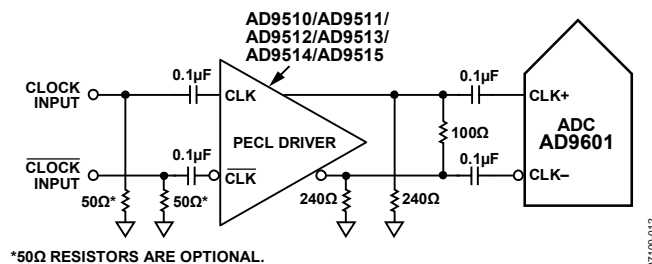 AD9510/AD9511/
AD9512/AD9513/
AD9514/AD9515
CLOCK
INPUT
0.1µF
CLK
PECL DRIVER
0.1µF
CLK+
ADC
AD9601
100Ω
CLOCK
INPUT
0.1µF
CLK
0.1µF
CLK–
50Ω*
50Ω*
240Ω
240Ω
*50Ω RESISTORS ARE OPTIONAL.